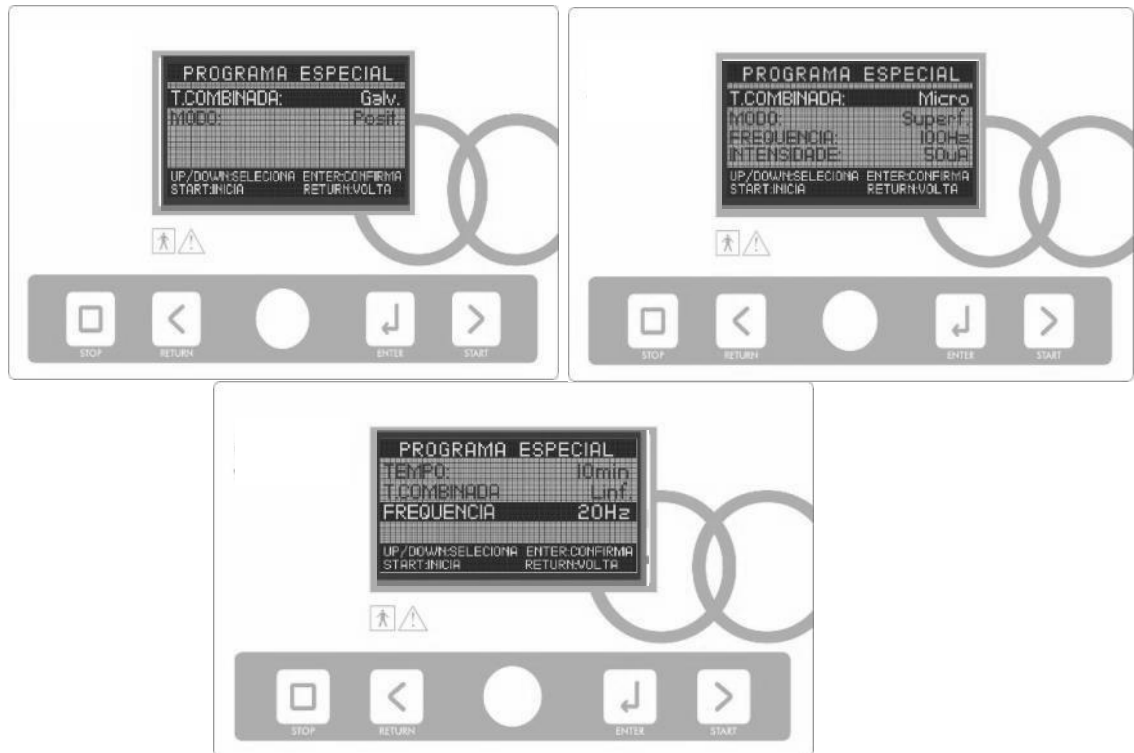 PROGRAMA ESPECIAL
T.COMBINADA: Galv.
MODO: Posit.
UP/DOWN:SELECIONA ENTER:CONFIRMA
START:INICIA RETURN:VOLTA
STOP
RETURN
ENTER
START
PROGRAMA ESPECIAL
T.COMBINADA: Micro
MODO: Superf.
FREQUENCIA: 100Hz
INTENSIDADE: 50uA
UP/DOWN:SELECIONA ENTER:CONFIRMA
START:INICIA RETURN:VOLTA
STOP
RETURN
ENTER
START
PROGRAMA ESPECIAL
TEMPO: 10min
T.COMBINADA Linf.
FREQUENCIA 20Hz
UP/DOWN:SELECIONA ENTER:CONFIRMA
START:INICIA RETURN:VOLTA
STOP
RETURN
ENTER
START